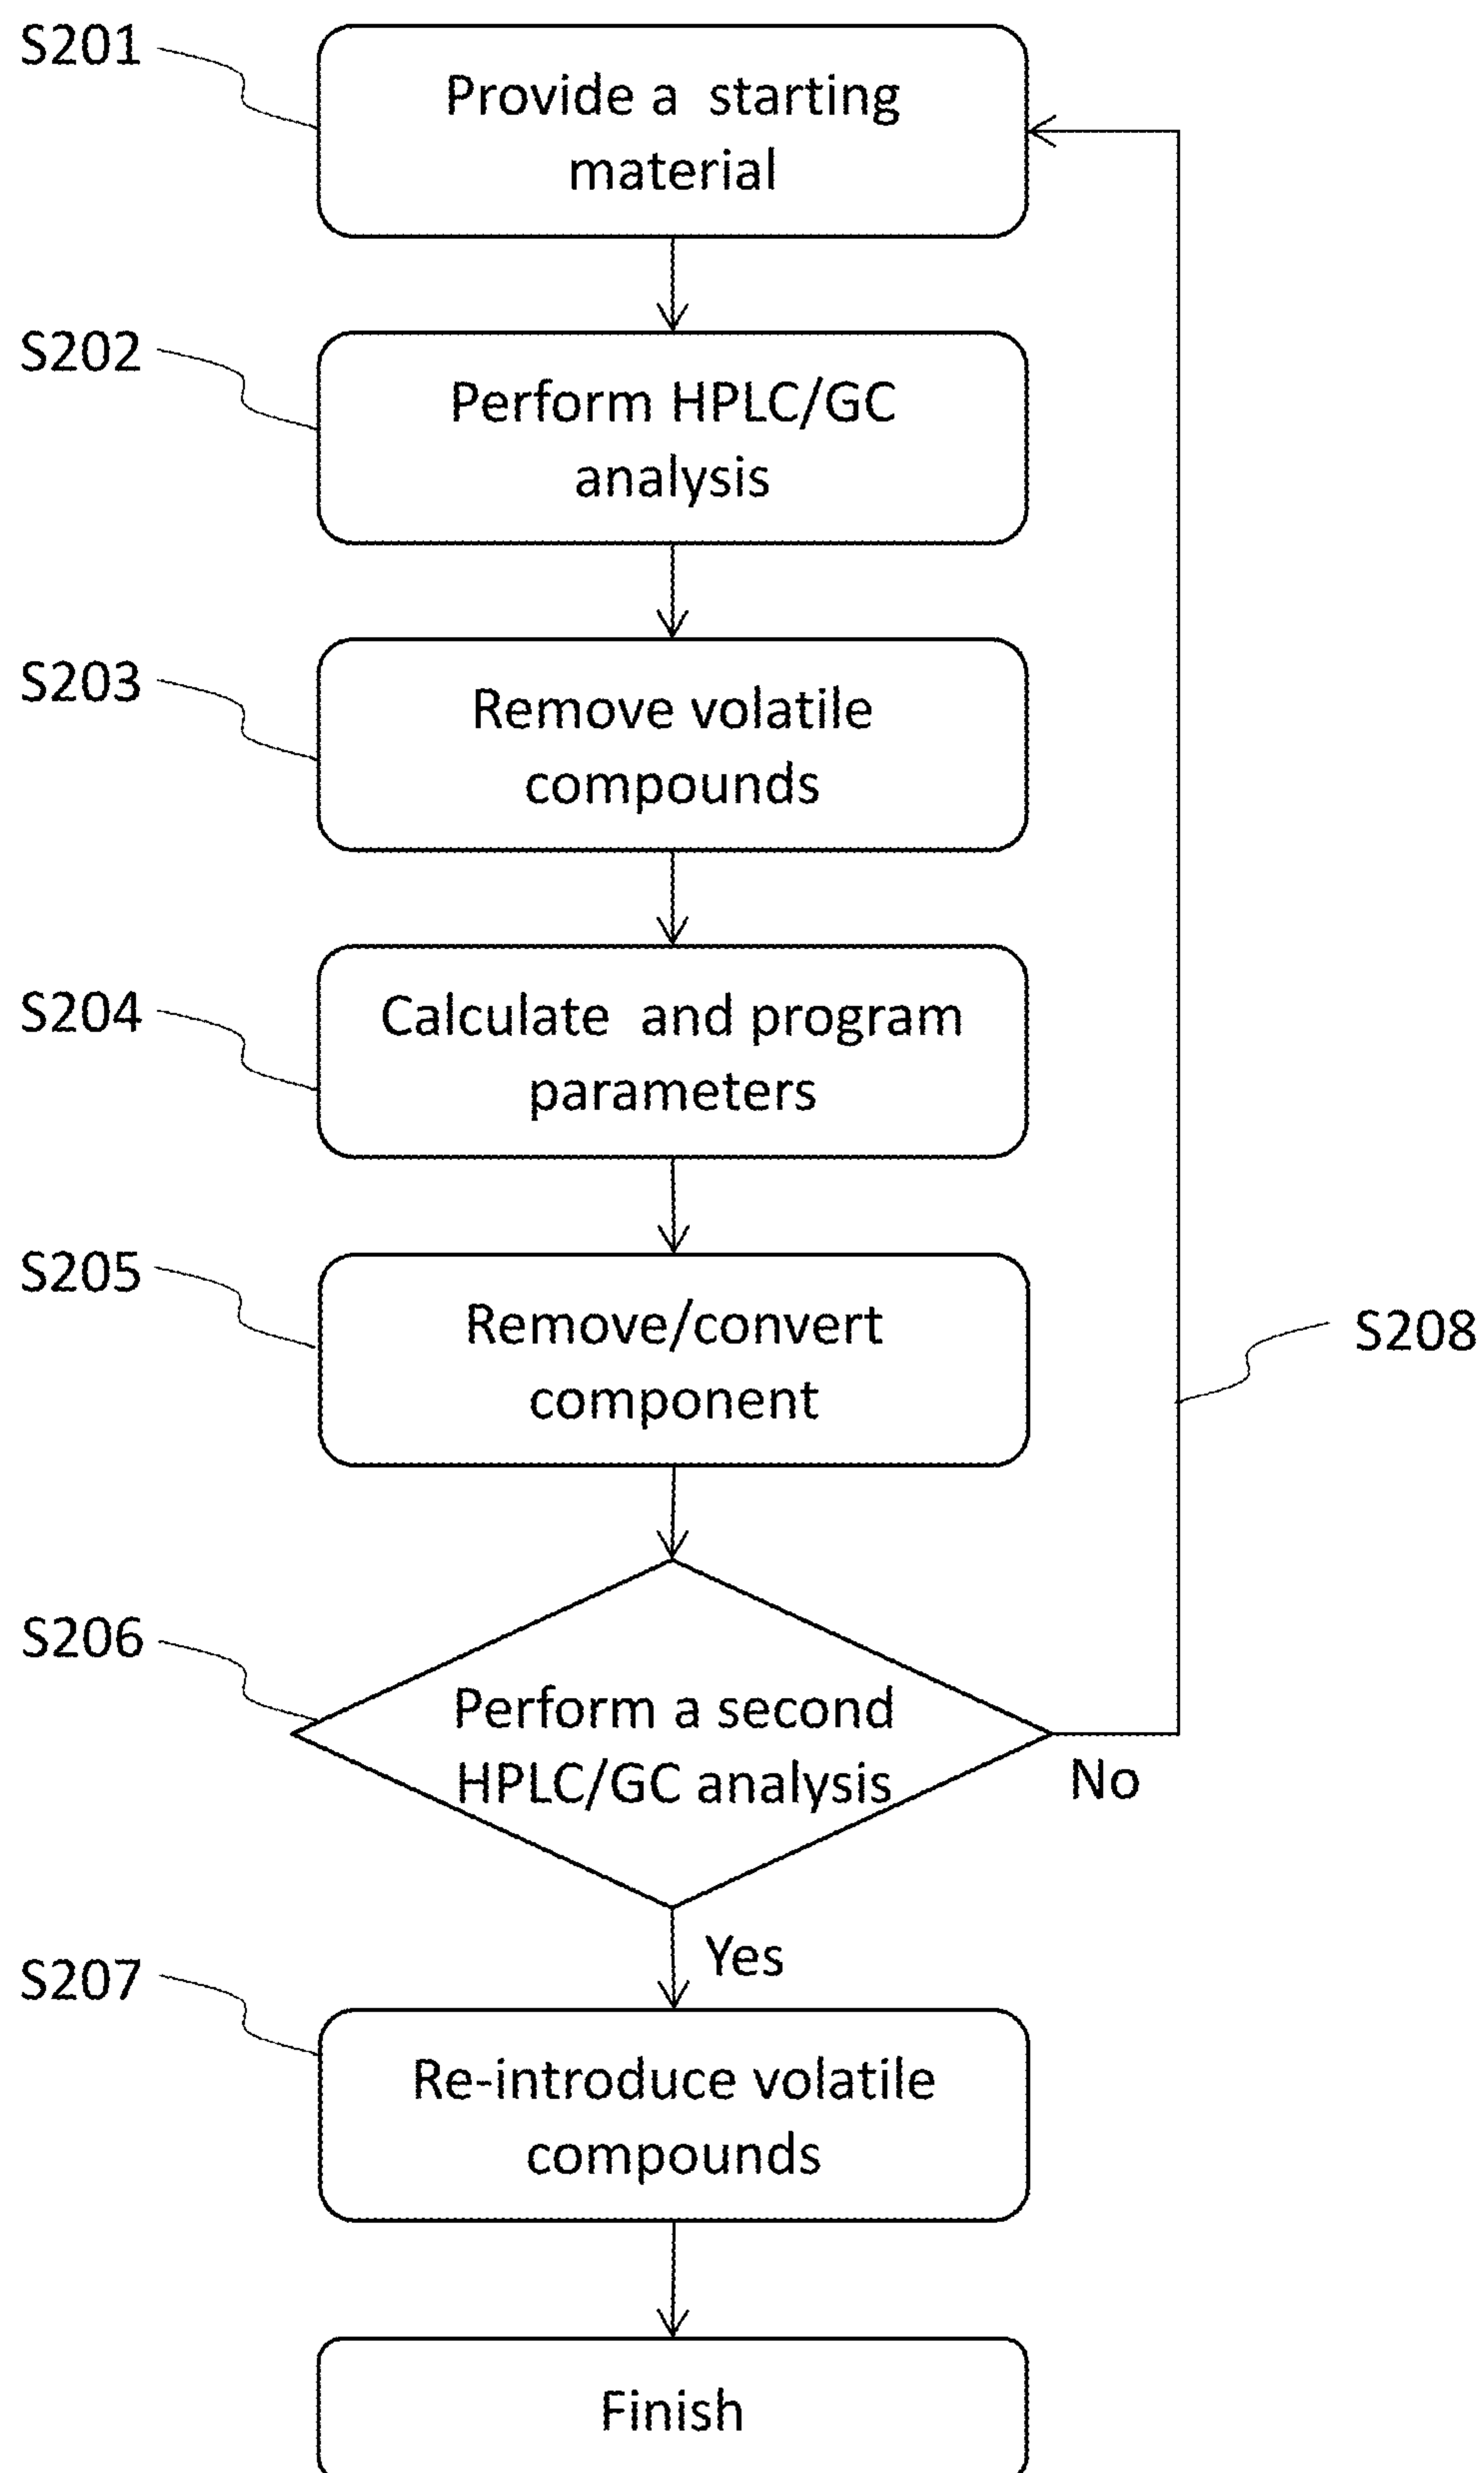 S201
Provide a starting
material
S202
Perform HPLC/GC
analysis
S203
Remove volatile
compounds
S204
Calculate and program
parameters
S205
Remove/convert
component
S208
S206
Perform a second
HPLC/GC analysis
No
Yes
S207
Re-introduce volatile
compounds
Finish